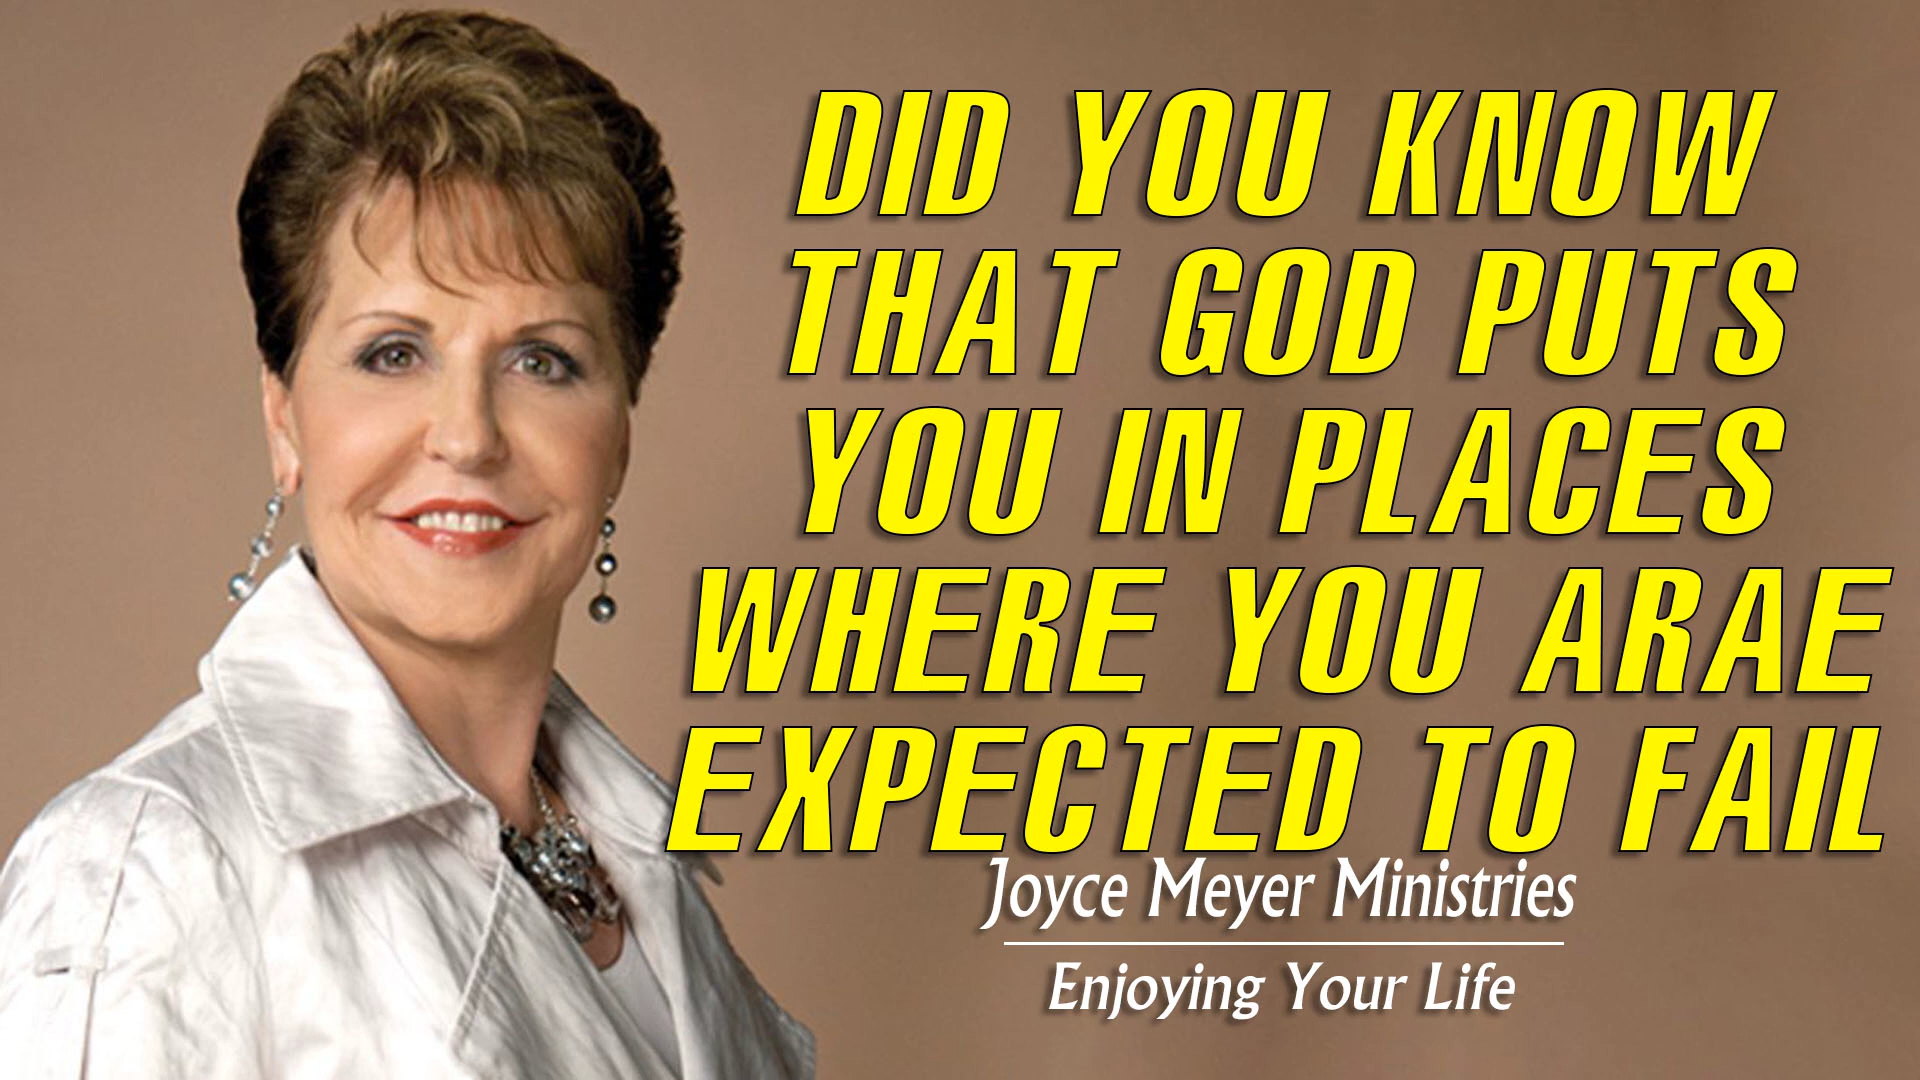 DID YOU KNOW
THAT GOD PUTS
YOU IN PLACES
WHERE YOU ARAE
EXPECTED TO FAIL
Joyce Meyer Ministries
Enjoying Your Life